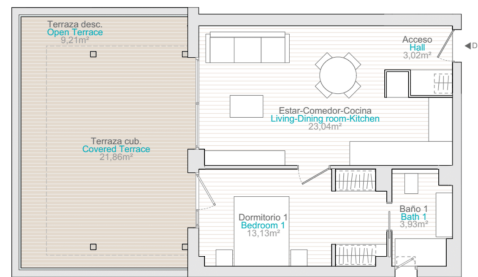 Terraza desc.
Open Terrace
9,21m²
Acceso
Hall
3,02m²
D
Estar-Comedor-Cocina
Living-Dining room-Kitchen
23,04m²
Terraza cub.
Covered Terrace
21,86m²
Dormitorio 1
Bedroom 1
13,13m²
Baño 1
Bath 1
3,93m²